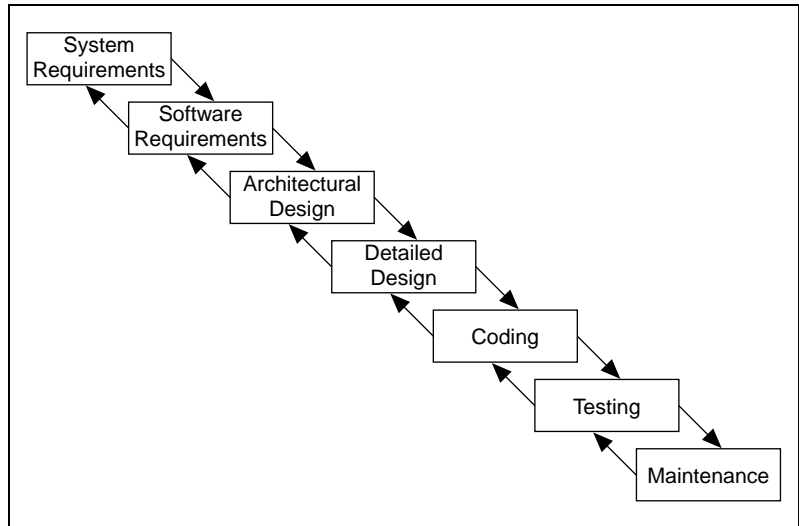 System
Requirements
Software
Requirements
Architectural
Design
Detailed
Design
Coding
Testing
Maintenance